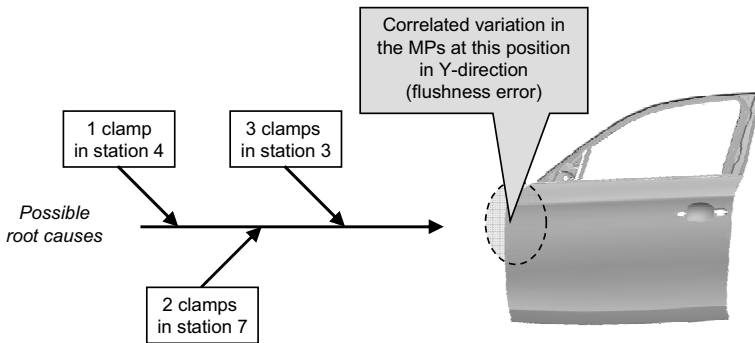 Correlated variation in
the MPs at this position
in Y-direction
(flushness error)
1 clamp
in station 4
3 clamps
in station 3
Possible
root causes
2 clamps
in station 7